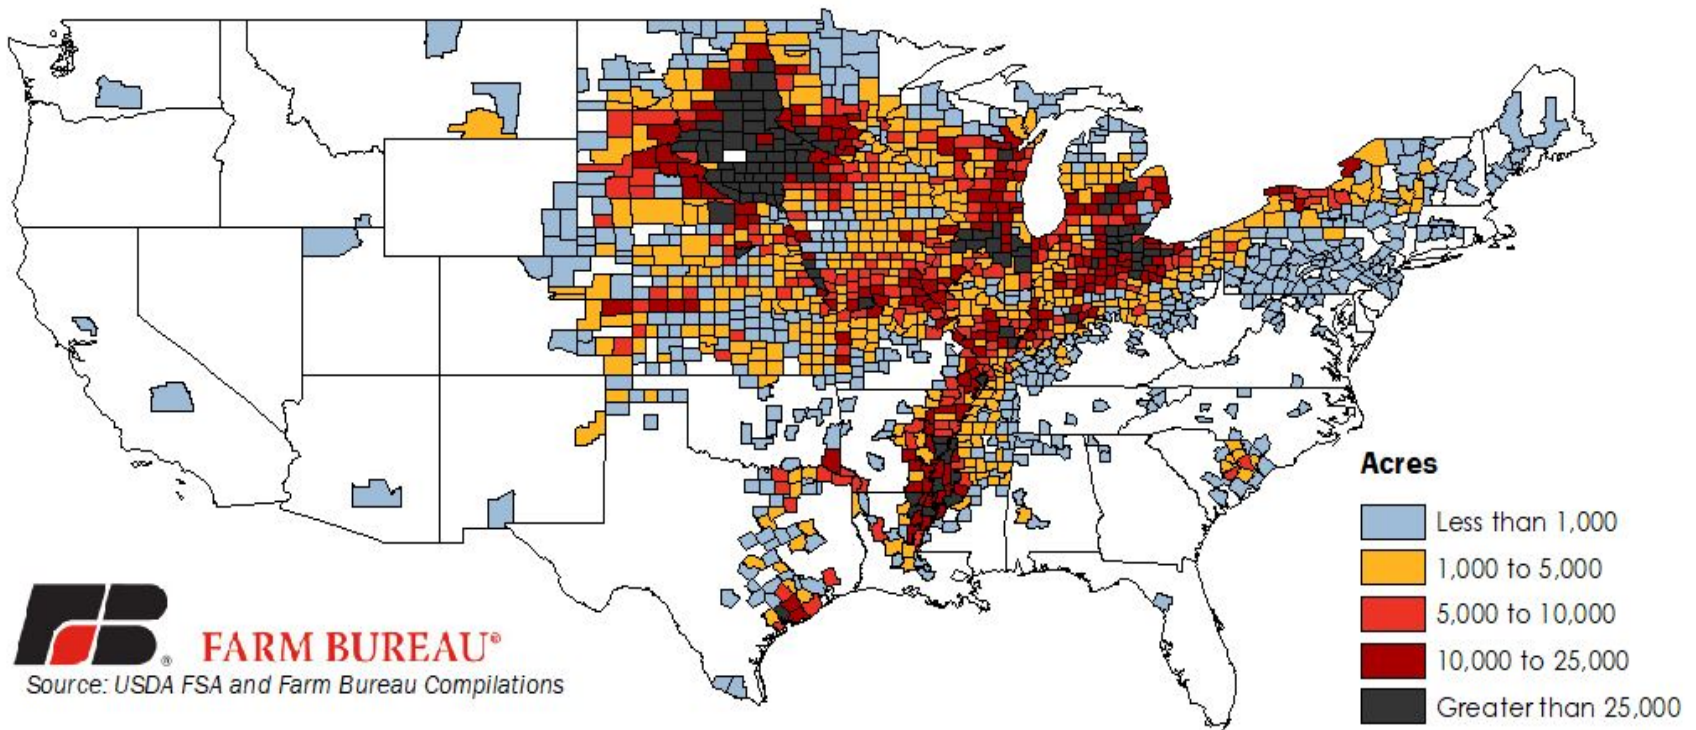 Acres
Less than 1,000
1,000 to 5,000
5,000 to 10,000
10,000 to 25,000
Greater than 25,000
FB®
FARM BUREAU®
Source: USDA FSA and Farm Bureau Compilations